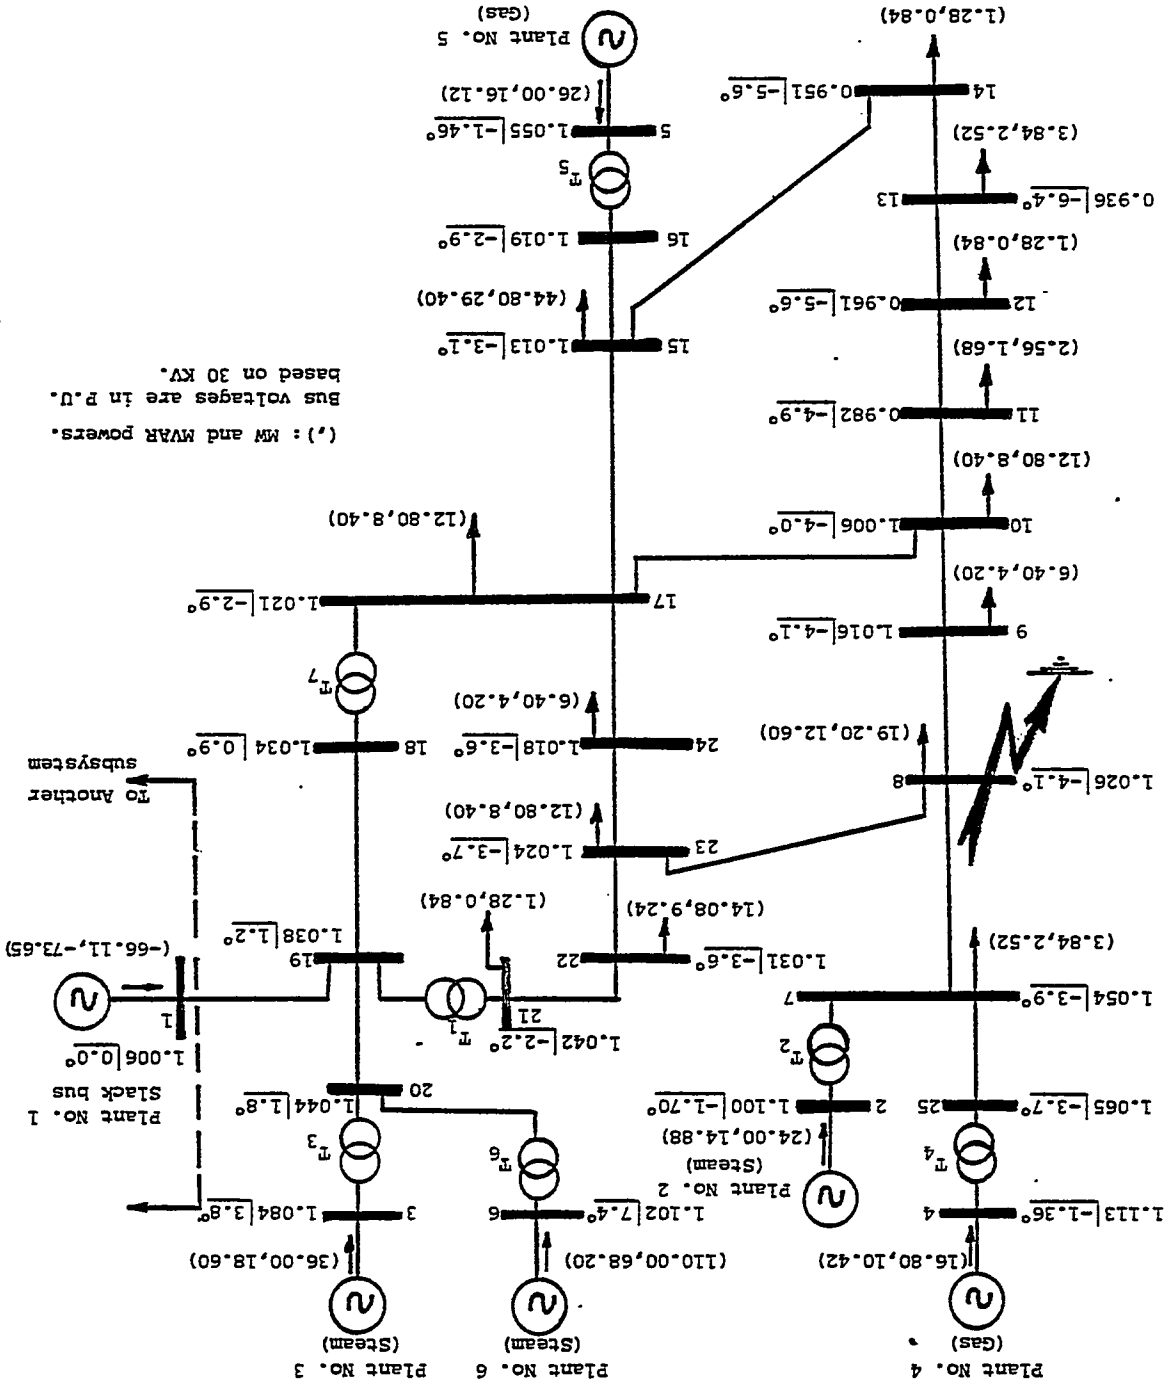 Plant No. 4
(Gas)
Plant No. 6
(Steam)
Plant No. 3
(Steam)
(16.80,10.42)
(110.00,68.20)
(36.00,18.60)
1.113|-1.36°
4
1.102|7.4°
6
3
1.084|3.8°
Plant No. 2
(Steam)
(24.00,14.88)
T4
T6
T3
1.065|-3.7°
25
2
1.100|-1.70°
20
1.044|1.8°
Plant No. 1
Slack bus
1.006|0.0°
T2
1.042|-2.2°
21
T1
1
1.054|-3.9°
7
1.031|-3.6°
22
19
1.038|1.2°
(-66.11,-73.65)
(3.84,2.52)
(14.08,9.24)
(1.28,0.84)
23
1.024|-3.7°
(12.80,8.40)
1.026|-4.1°
8
To Another
subsystem
(19.20,12.60)
24
1.018|-3.6°
18
1.034|0.9°
(6.40,4.20)
T7
9
1.016|-4.1°
17
1.021|-2.9°
(6.40,4.20)
10
1.006|-4.0°
(12.80,8.40)
(12.80,8.40)
(,): MW and MVAR powers.
Bus voltages are in P.U.
based on 30 KV.
11
0.982|-4.9°
(2.56,1.68)
15
1.013|-3.1°
12
0.961|-5.6°
(44.80,29.40)
(1.28,0.84)
16
1.019|-2.9°
0.936|-6.4°
13
T5
(3.84,2.52)
5
1.055|-1.46°
14
0.951|-5.6°
(26.00,16.12)
(1.28,0.84)
Plant No. 5
(Gas)